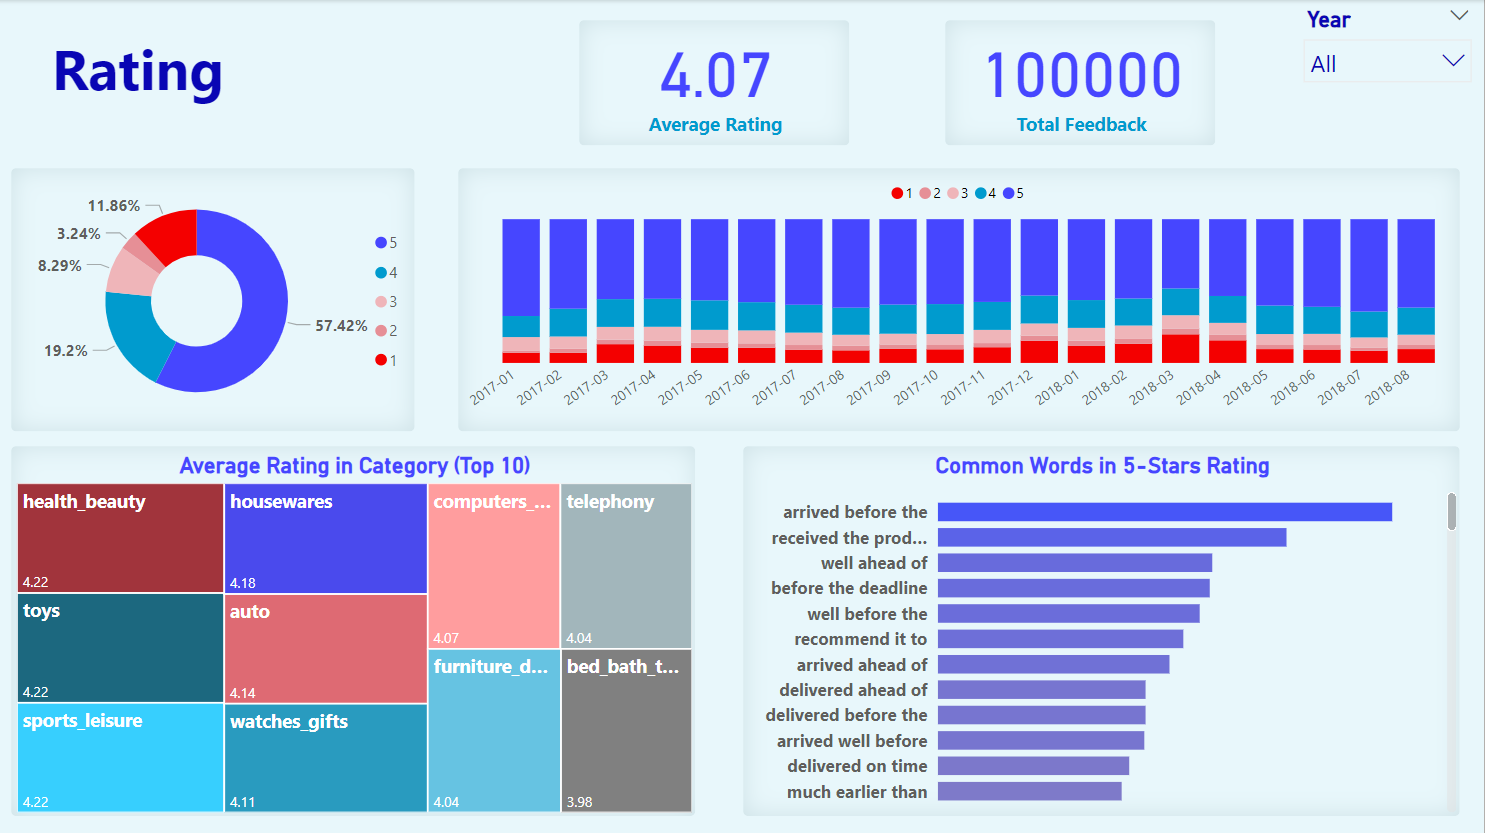 Rating
4.07
Average Rating
100000
Total Feedback
Year
All
11.86%
3.24%
8.29%
19.2%
57.42%
5
4
3
2
1
1 2 3 4 5
2017-01 2017-02 2017-03 2017-04 2017-05 2017-06 2017-07 2017-08 2017-09 2017-10 2017-11 2017-12 2018-01 2018-02 2018-03 2018-04 2018-05 2018-06 2018-07 2018-08
Average Rating in Category (Top 10)
health_beauty
4.22
toys
4.22
sports_leisure
4.22
housewares
4.18
auto
4.14
watches_gifts
4.11
computers_...
4.07
furniture_d...
4.04
telephony
4.04
bed_bath_t...
3.98
Common Words in 5-Stars Rating
arrived before the
received the prod...
well ahead of
before the deadline
well before the
recommend it to
arrived ahead of
delivered ahead of
delivered before the
arrived well before
delivered on time
much earlier than